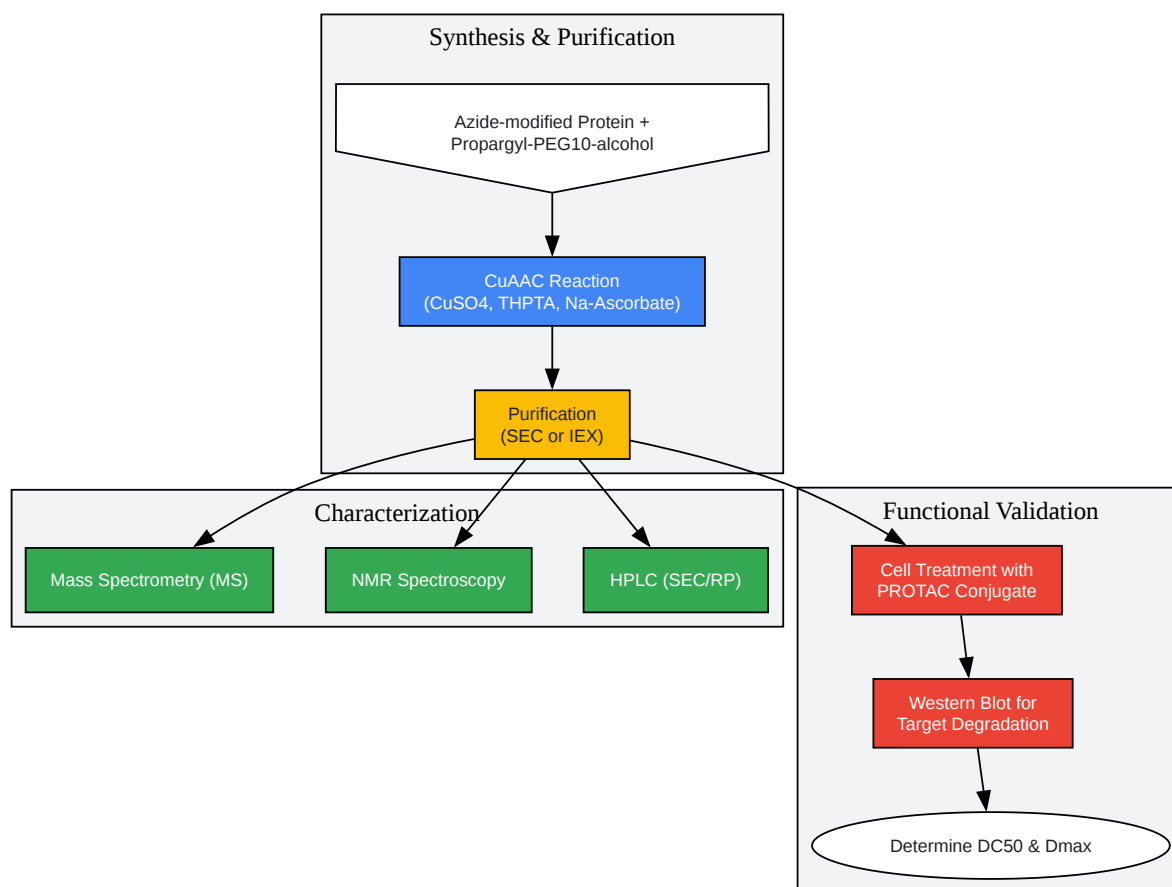 Synthesis & Purification
Azide-modified Protein +
Propargyl-PEG10-alcohol
CuAAC Reaction
(CuSO4, THPTA, Na-Ascorbate)
Purification
(SEC or IEX)
Characterization
Mass Spectrometry (MS)
NMR Spectroscopy
HPLC (SEC/RP)
Functional Validation
Cell Treatment with
PROTAC Conjugate
Western Blot for
Target Degradation
Determine DC50 & Dmax